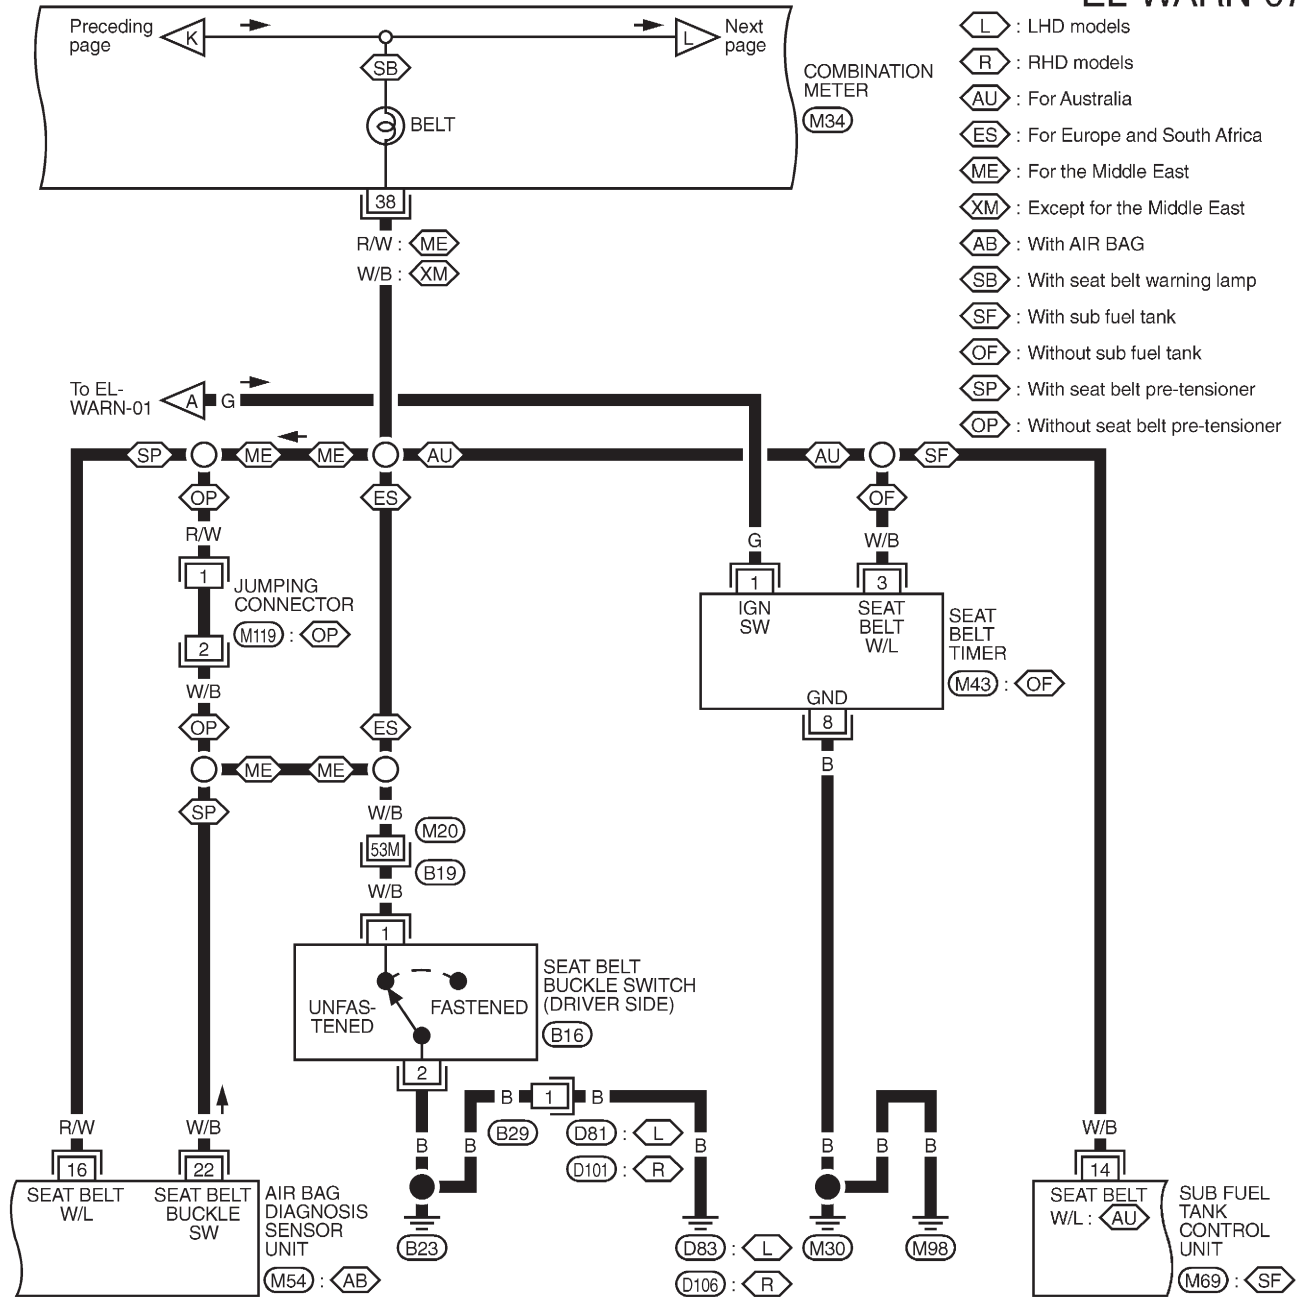 EL-WARN-07
Preceding
page
K
L
Next
page
SB
BELT
COMBINATION
METER
M34
38
R/W : ME
W/B : XM
L : LHD models
R : RHD models
AU : For Australia
ES : For Europe and South Africa
ME : For the Middle East
XM : Except for the Middle East
AB : With AIR BAG
SB : With seat belt warning lamp
SF : With sub fuel tank
OF : Without sub fuel tank
SP : With seat belt pre-tensioner
OP : Without seat belt pre-tensioner
To EL-
WARN-01
A
G
SP
ME
ME
AU
AU
SF
OP
ES
OF
R/W
G
W/B
1
JUMPING
CONNECTOR
M119 : OP
2
W/B
OP
ES
1
3
IGN
SW
SEAT
BELT
W/L
SEAT
BELT
TIMER
M43 : OF
GND
8
B
ME
ME
SP
W/B
M20
53M
B19
W/B
1
UNFAS-
TENED
FASTENED
SEAT BELT
BUCKLE SWITCH
(DRIVER SIDE)
B16
2
B
1
B
B29
D81 : L
D101 : R
R/W
W/B
B
B
B
B
B
B
W/B
16
22
14
SEAT BELT
W/L
SEAT BELT
BUCKLE
SW
AIR BAG
DIAGNOSIS
SENSOR
UNIT
M54 : AB
B23
D83 : L
D106 : R
M30
M98
SEAT BELT
W/L : AU
SUB FUEL
TANK
CONTROL
UNIT
M69 : SF